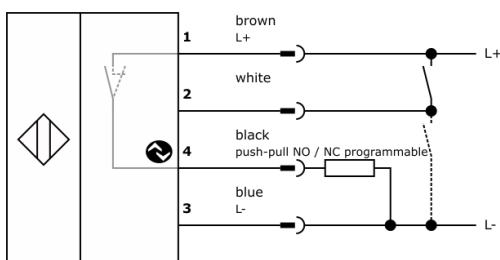 brown
1 L+ L+
white
2
black
4 push-pull NO / NC programmable
blue
3 L- L-